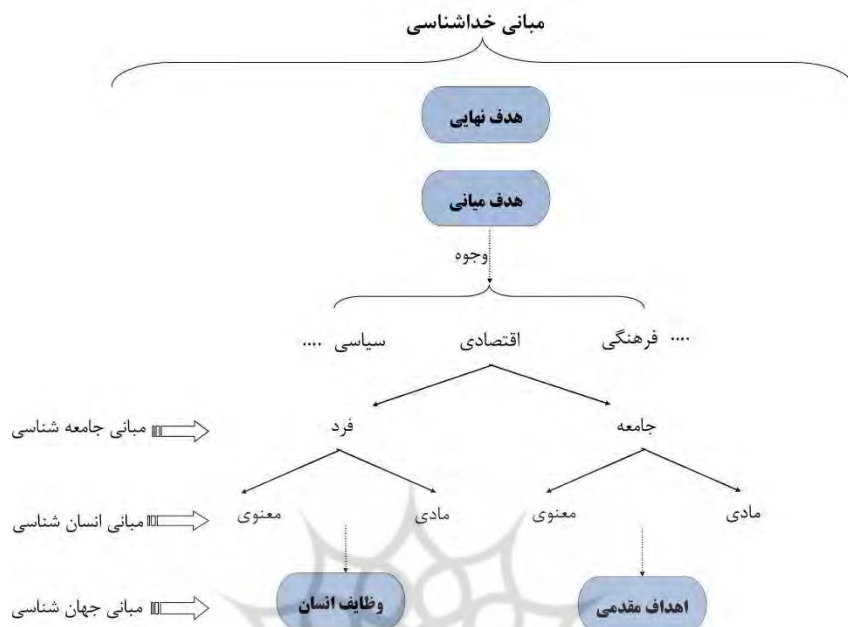 مبانی خداشناسی
هدف نهایی
هدف میانی
وجوه
.... فرهنگی اقتصادی سیاسی ....
مبانی جامعه شناسی
جامعه فرد
مبانی انسان شناسی
مادی معنوی مادی معنوی
مبانی جهان شناسی
اهداف مقدمی وظایف انسان